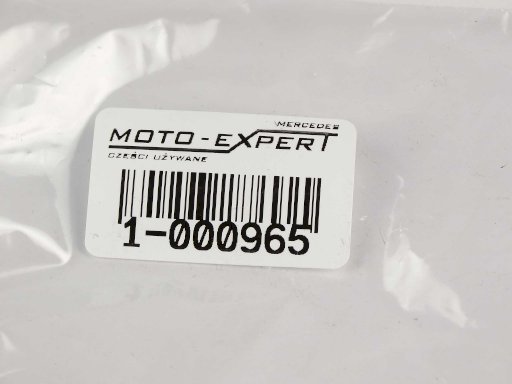 MERCEDES
MOTO-EXPERT
CZĘŚCI UŻYWANE
1-000965